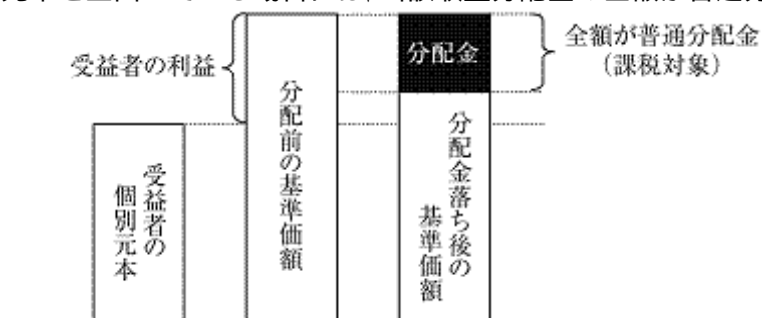 受益者の利益
分配金
全額が普通分配金
（課税対象）
受益者の
個別元本
分配前の基準価額
分配金落ち後の
基準価額